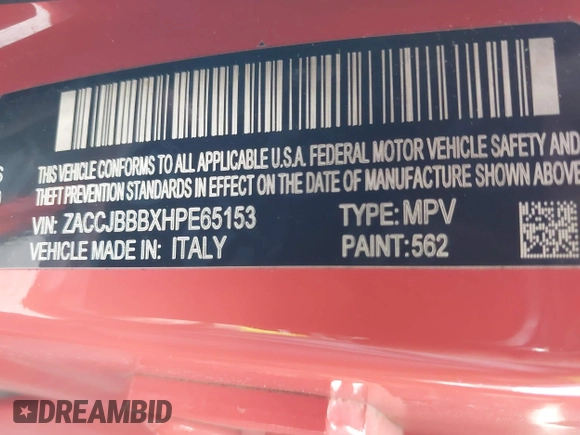 THIS VEHICLE CONFORMS TO ALL APPLICABLE U.S.A. FEDERAL MOTOR VEHICLE SAFETY AND
THEFT PREVENTION STANDARDS IN EFFECT ON THE DATE OF MANUFACTURE SHOWN ABOVE
VIN: ZACCJBBBXHPE65153 TYPE: MPV
VEHICLE MADE IN: ITALY PAINT: 562
DREAMBID